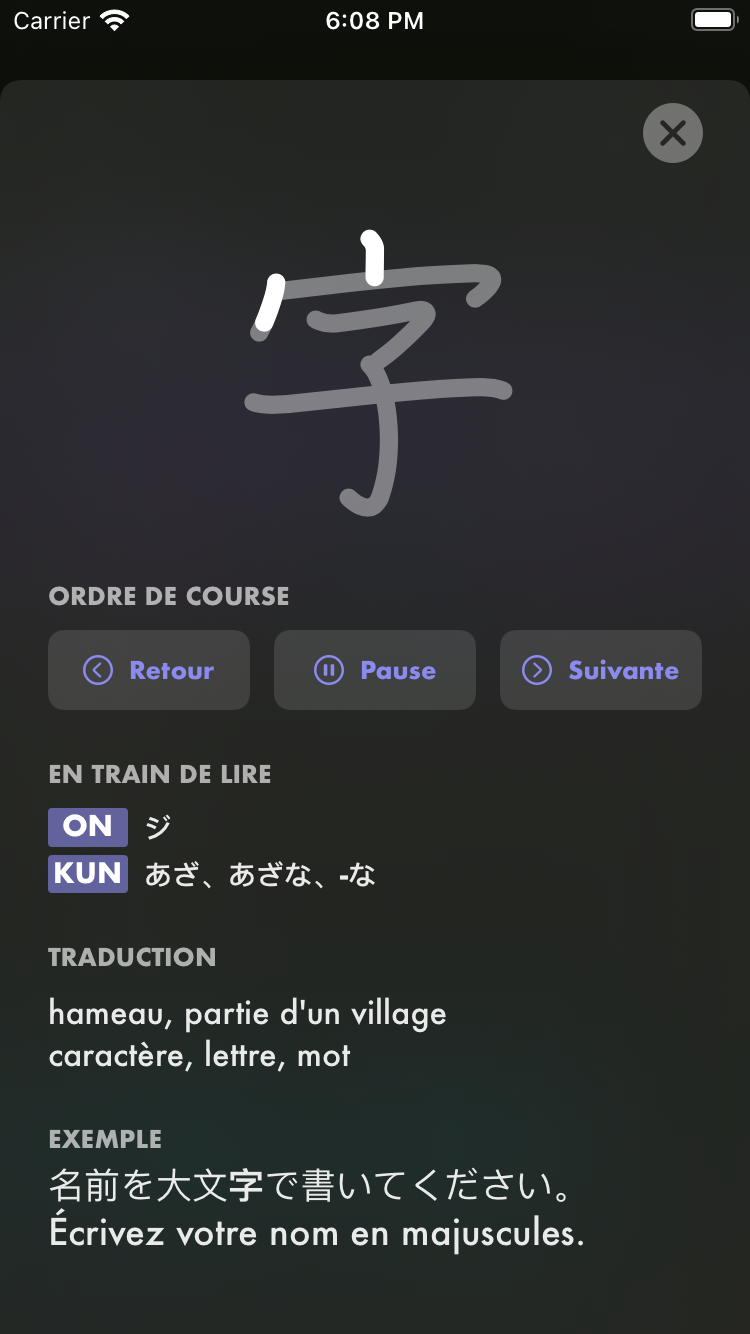 Carrier 6:08 PM
字
ORDRE DE COURSE
Retour Pause Suivante
EN TRAIN DE LIRE
ON ジ
KUN あざ、あざな、-な
TRADUCTION
hameau, partie d'un village
caractère, lettre, mot
EXEMPLE
名前を大文字で書いてください。
Écrivez votre nom en majuscules.